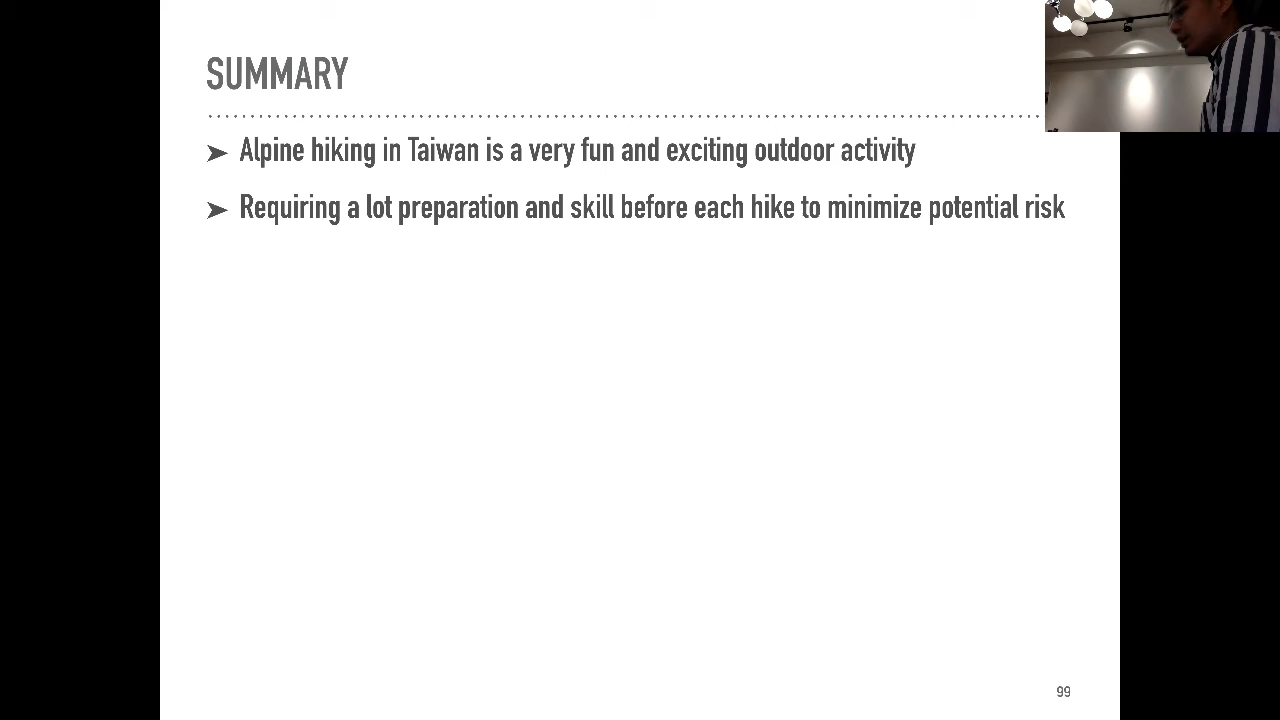 SUMMARY
➤ Alpine hiking in Taiwan is a very fun and exciting outdoor activity
➤ Requiring a lot preparation and skill before each hike to minimize potential risk
99